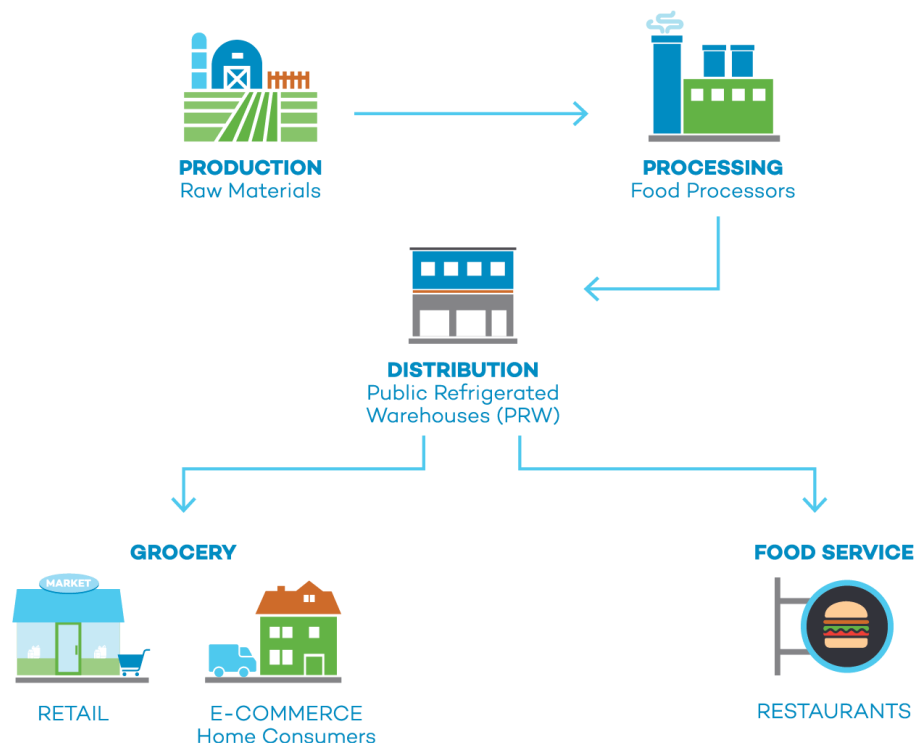 PRODUCTION
Raw Materials
PROCESSING
Food Processors
DISTRIBUTION
Public Refrigerated
Warehouses (PRW)
GROCERY
FOOD SERVICE
MARKET
RETAIL
E-COMMERCE
Home Consumers
RESTAURANTS